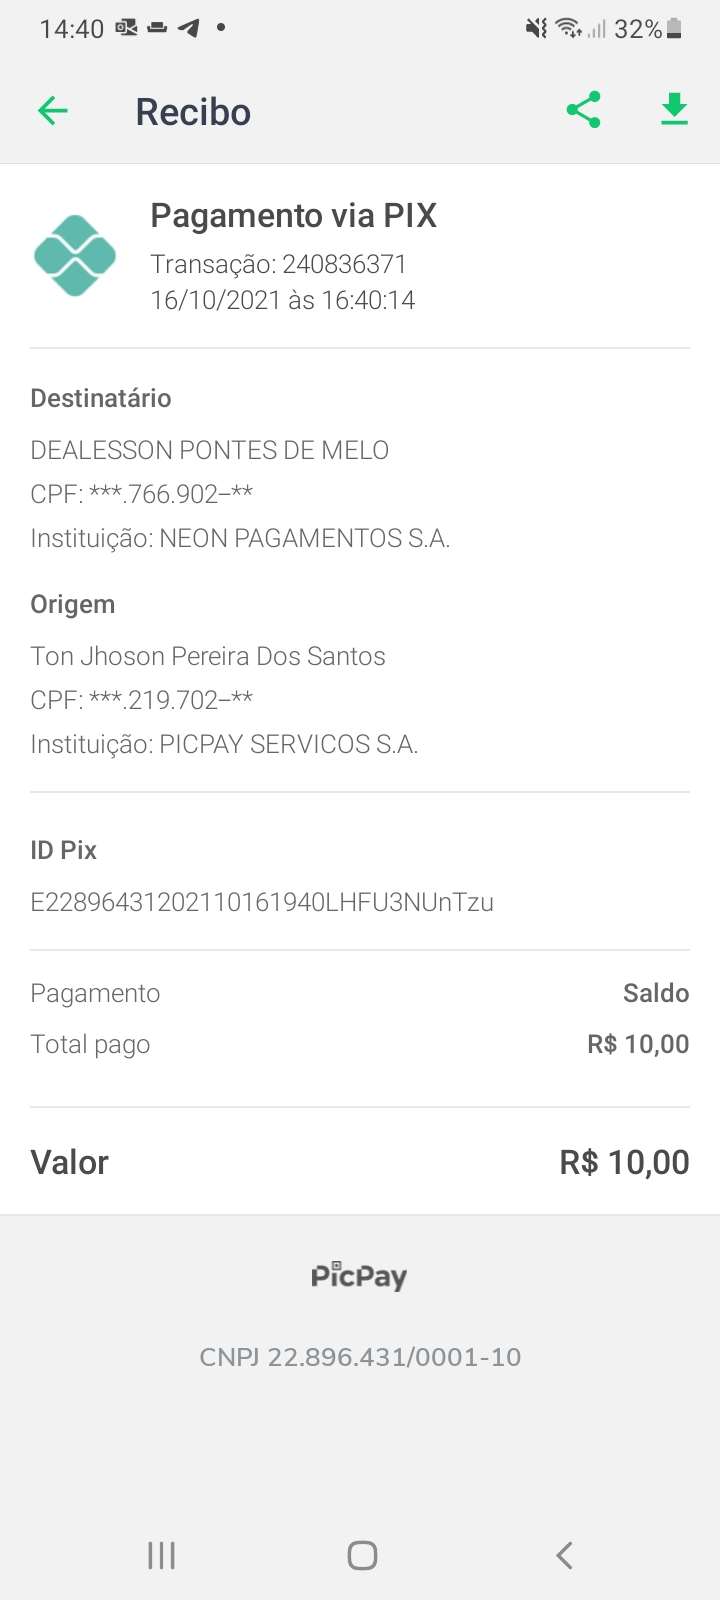 14:40
32%
Recibo
Pagamento via PIX
Transação: 240836371
16/10/2021 às 16:40:14
Destinatário
DEALESSON PONTES DE MELO
CPF: ***.766.902–**
Instituição: NEON PAGAMENTOS S.A.
Origem
Ton Jhoson Pereira Dos Santos
CPF: ***.219.702–**
Instituição: PICPAY SERVICOS S.A.
ID Pix
E22896431202110161940LHFU3NUnTzu
Pagamento Saldo
Total pago R$ 10,00
Valor R$ 10,00
PicPay
CNPJ 22.896.431/0001-10